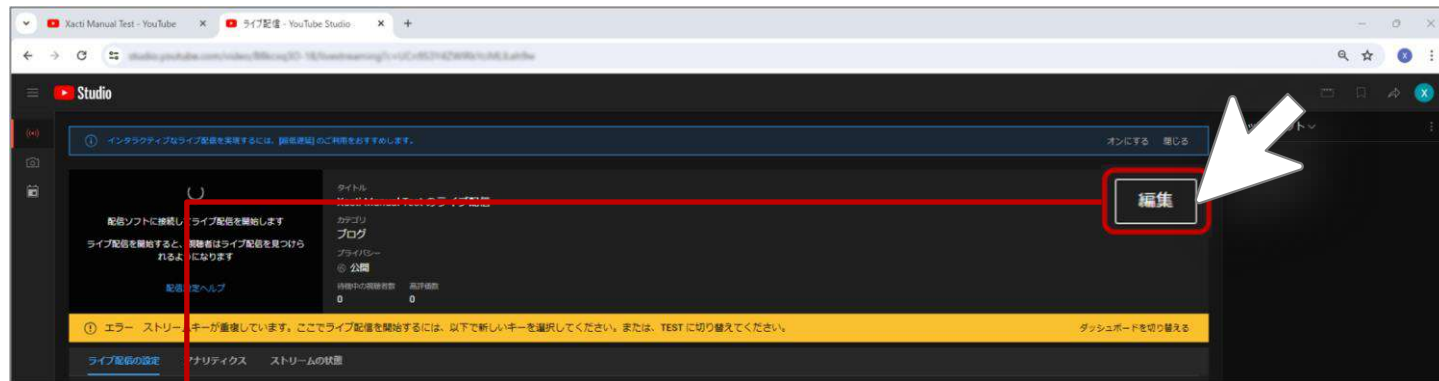 Xacti Manual Test - YouTube
ライブ配信 - YouTube Studio
Studio
インタラクティブなライブ配信を実現するには、[超低遅延] のご利用をおすすめします。
オンにする 閉じる
配信ソフトに接続してライブ配信を開始します
ライブ配信を開始すると、視聴者はライブ配信を見つけら
れるようになります
配信設定ヘルプ
タイトル
Xacti Manual Test のライブ配信
カテゴリ
ブログ
プライバシー
公開
待機中の視聴者数 高評価数
0 0
編集
エラー ストリームキーが重複しています。ここでライブ配信を開始するには、以下で新しいキーを選択してください。または、TEST に切り替えてください。
ダッシュボードを切り替える
ライブ配信の設定 アナリティクス ストリームの状態